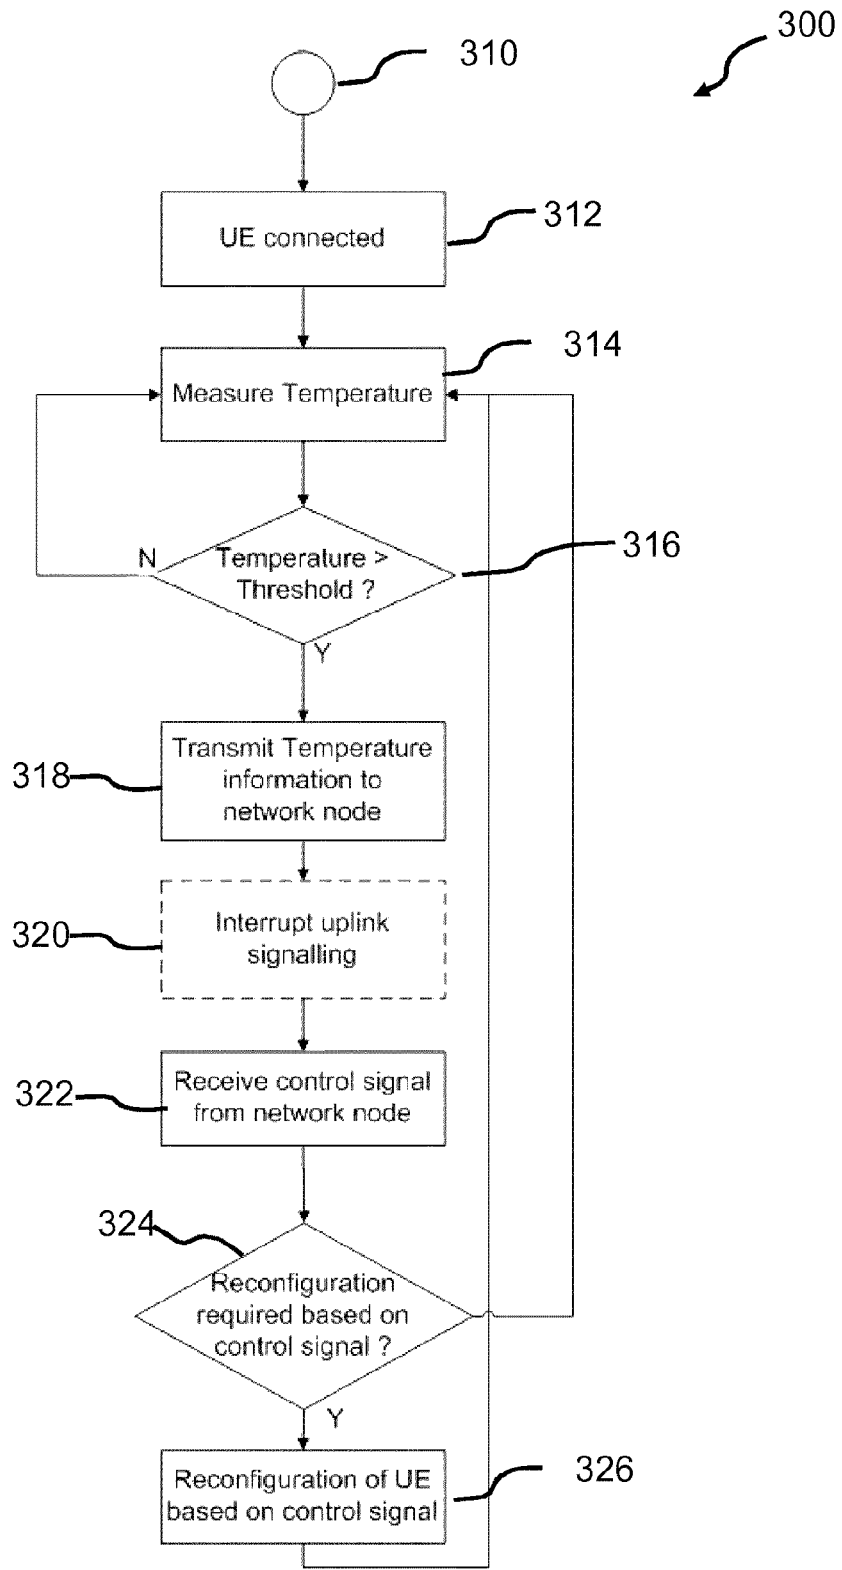 300
310
UE connected
312
Measure Temperature
314
Temperature >
Threshold ?
316
N
Y
Transmit Temperature
information to
network node
318
Interrupt uplink
signalling
320
Receive control signal
from network node
322
324
Reconfiguration
required based on
control signal ?
Y
Reconfiguration of UE
based on control signal
326